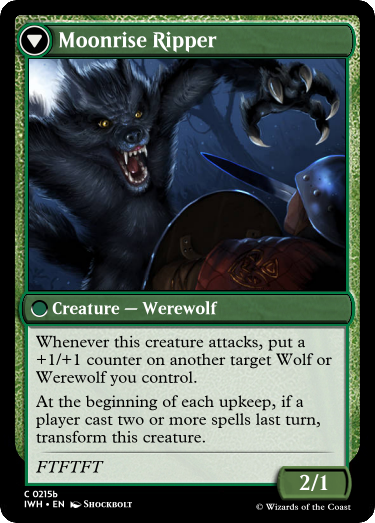 Moonrise Ripper
Creature — Werewolf
Whenever this creature attacks, put a
+1/+1 counter on another target Wolf or
Werewolf you control.
At the beginning of each upkeep, if a
player cast two or more spells last turn,
transform this creature.
FTFTFT
2/1
C 0215b
IWH • EN SHOCKBOLT
© Wizards of the Coast